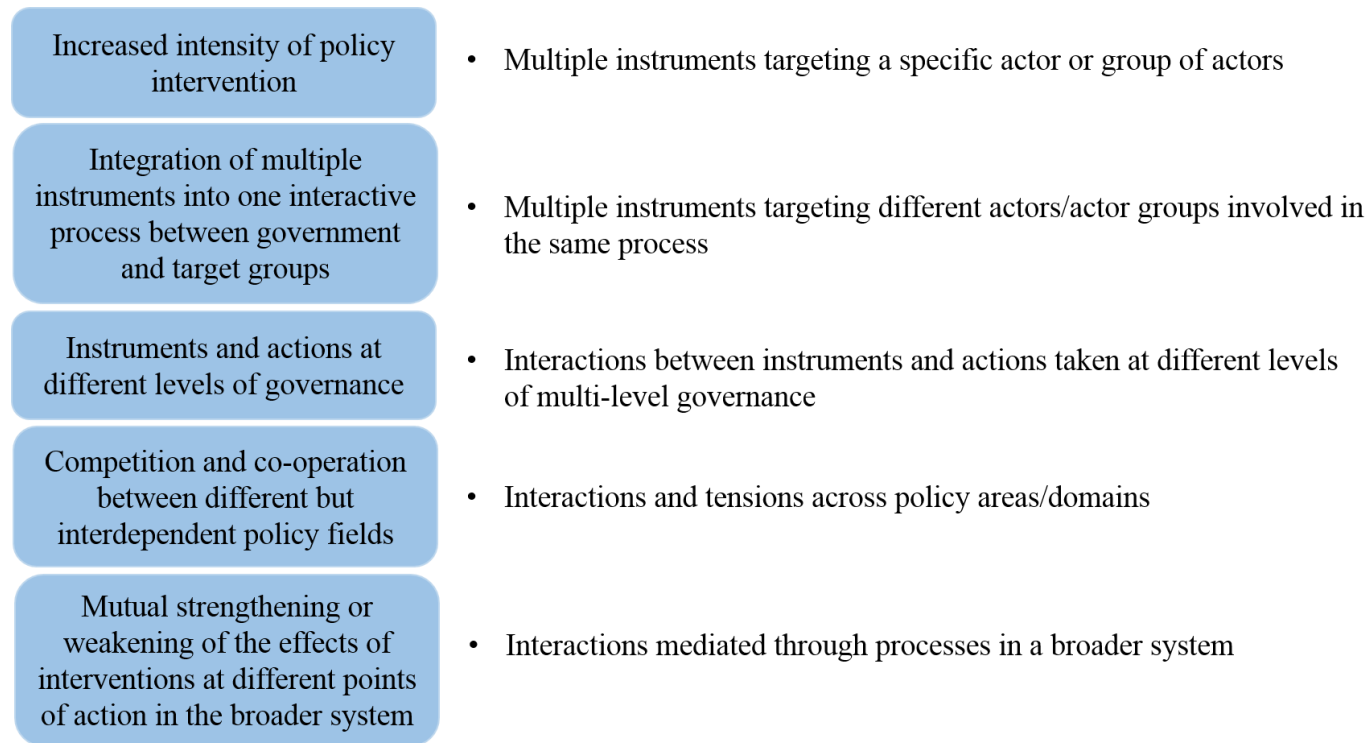 Increased intensity of policy
intervention
• Multiple instruments targeting a specific actor or group of actors
Integration of multiple
instruments into one interactive
process between government
and target groups
• Multiple instruments targeting different actors/actor groups involved in
the same process
Instruments and actions at
different levels of governance
• Interactions between instruments and actions taken at different levels
of multi-level governance
Competition and co-operation
between different but
interdependent policy fields
• Interactions and tensions across policy areas/domains
Mutual strengthening or
weakening of the effects of
interventions at different points
of action in the broader system
• Interactions mediated through processes in a broader system